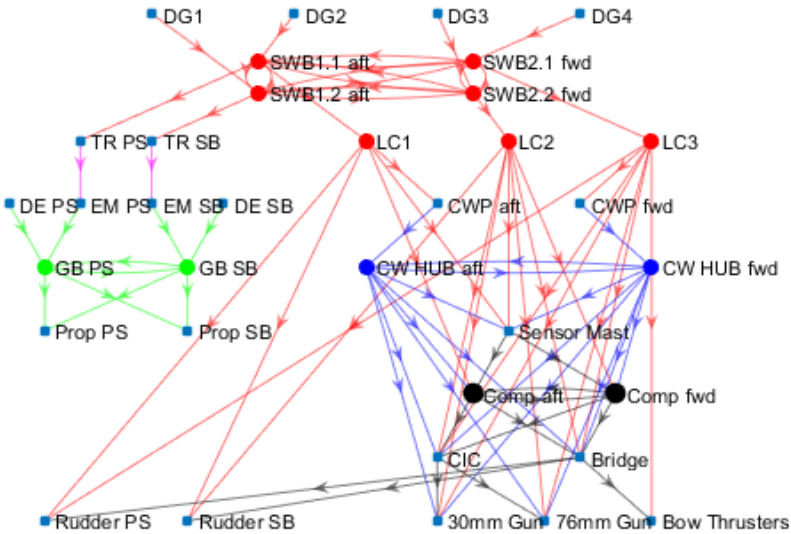 DG1 DG2 DG3 DG4
SWB1.1 aft SWB2.1 fwd
SWB1.2 aft SWB2.2 fwd
TR PS TR SB LC1 LC2 LC3
DE PS EM PS EM SB DE SB CWP aft CWP fwd
GB PS GB SB CW HUB aft CW HUB fwd
Prop PS Prop SB Sensor Mast
Comp aft Comp fwd
CIC Bridge
Rudder PS Rudder SB 30mm Gun 76mm Gun Bow Thrusters